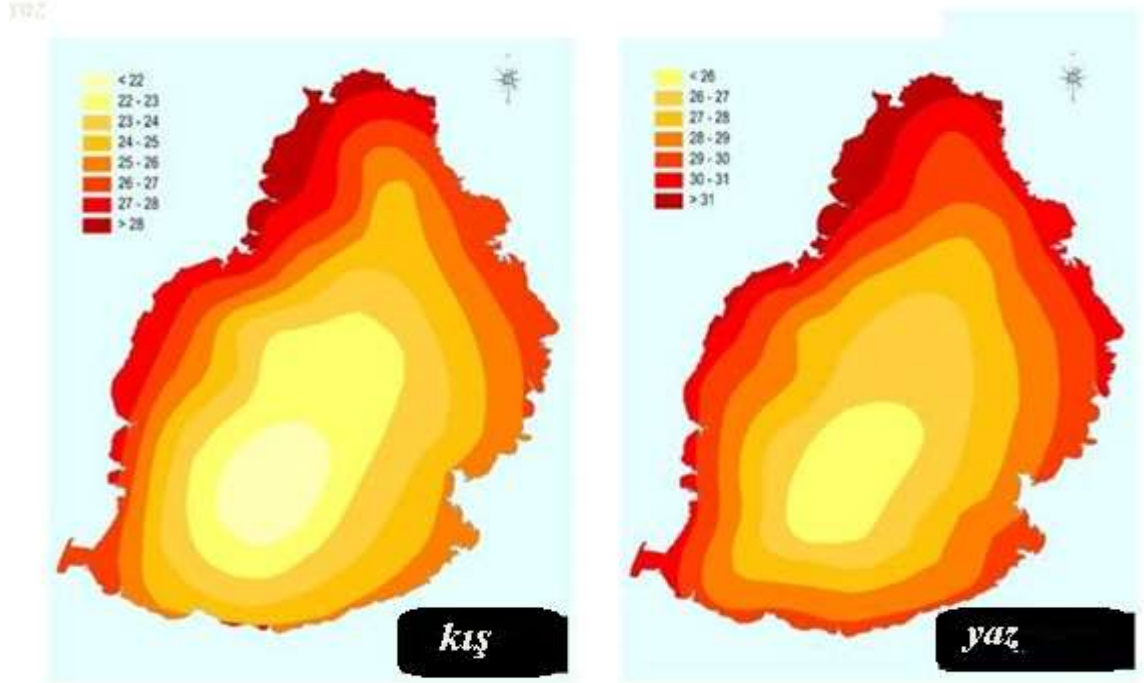 yaz
< 22
22 - 23
23 - 24
24 - 25
25 - 26
26 - 27
27 - 28
> 28
kış
< 26
26 - 27
27 - 28
28 - 29
29 - 30
30 - 31
> 31
yaz